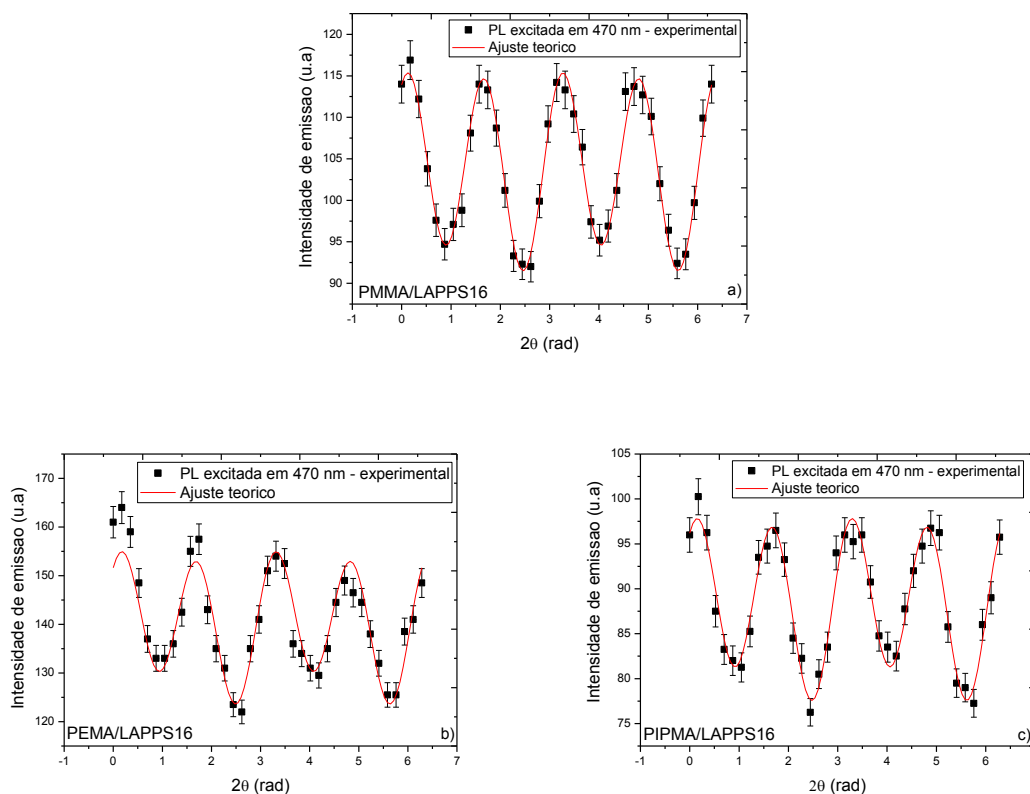 PL excitada em 470 nm - experimental
Ajuste teorico
Intensidade de emissao (u.a)
120
115
110
105
100
95
90
PMMA/LAPPS16
a)
-1 0 1 2 3 4 5 6 7
2θ (rad)
PL excitada em 470 nm - experimental
Ajuste teorico
Intensidade de emissao (u.a)
170
160
150
140
130
120
PEMA/LAPPS16
b)
-1 0 1 2 3 4 5 6 7
2θ (rad)
PL excitada em 470 nm - experimental
Ajuste teorico
Intensidade de emissao (u.a)
105
100
95
90
85
80
75
PIPMA/LAPPS16
c)
-1 0 1 2 3 4 5 6
2θ (rad)